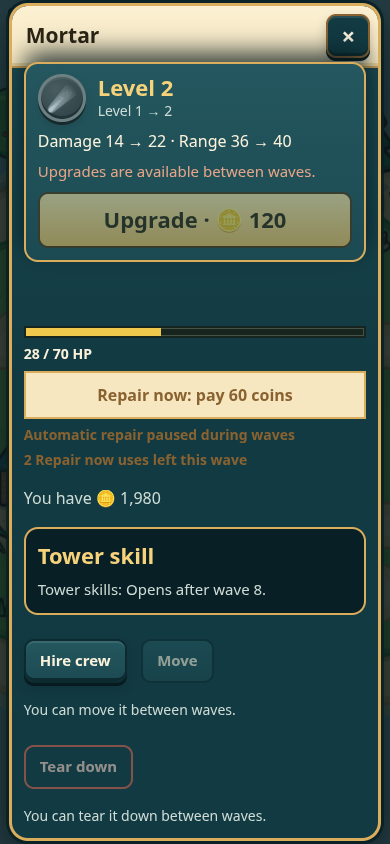 Mortar
×
Level 2
Level 1 → 2
Damage 14 → 22 · Range 36 → 40
Upgrades are available between waves.
Upgrade · 🪙 120
28 / 70 HP
Repair now: pay 60 coins
Automatic repair paused during waves
2 Repair now uses left this wave
You have 🪙 1,980
Tower skill
Tower skills: Opens after wave 8.
Hire crew Move
You can move it between waves.
Tear down
You can tear it down between waves.